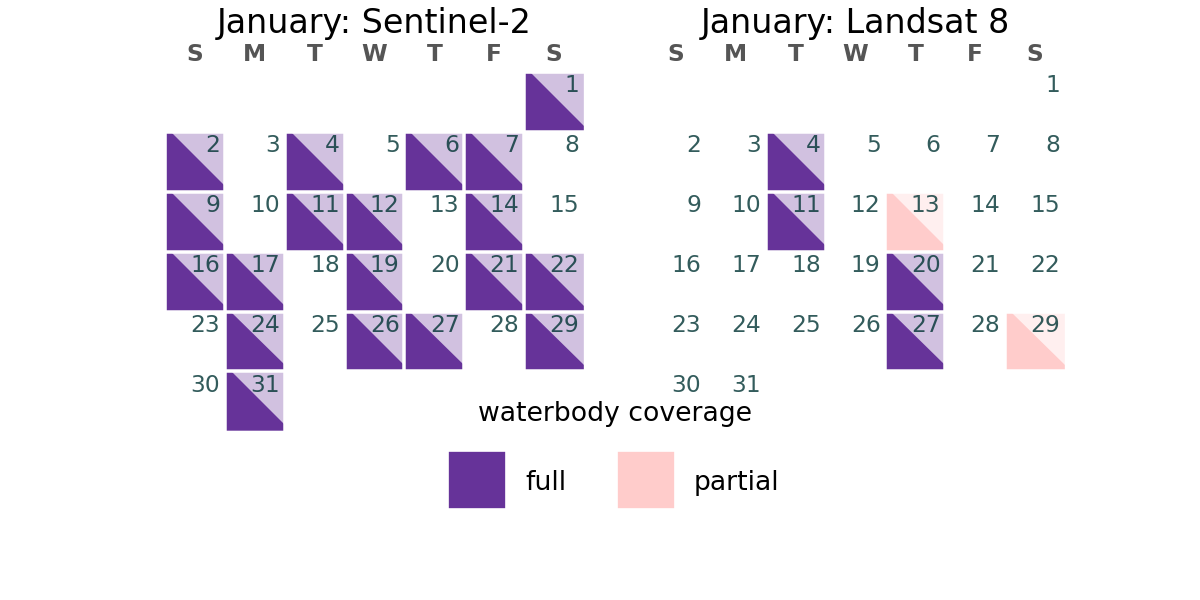 January: Sentinel-2
S M T W T F S
1
2 3 4 5 6 7 8
9 10 11 12 13 14 15
16 17 18 19 20 21 22
23 24 25 26 27 28 29
30 31
January: Landsat 8
S M T W T F S
1
2 3 4 5 6 7 8
9 10 11 12 13 14 15
16 17 18 19 20 21 22
23 24 25 26 27 28 29
30 31
waterbody coverage
full partial